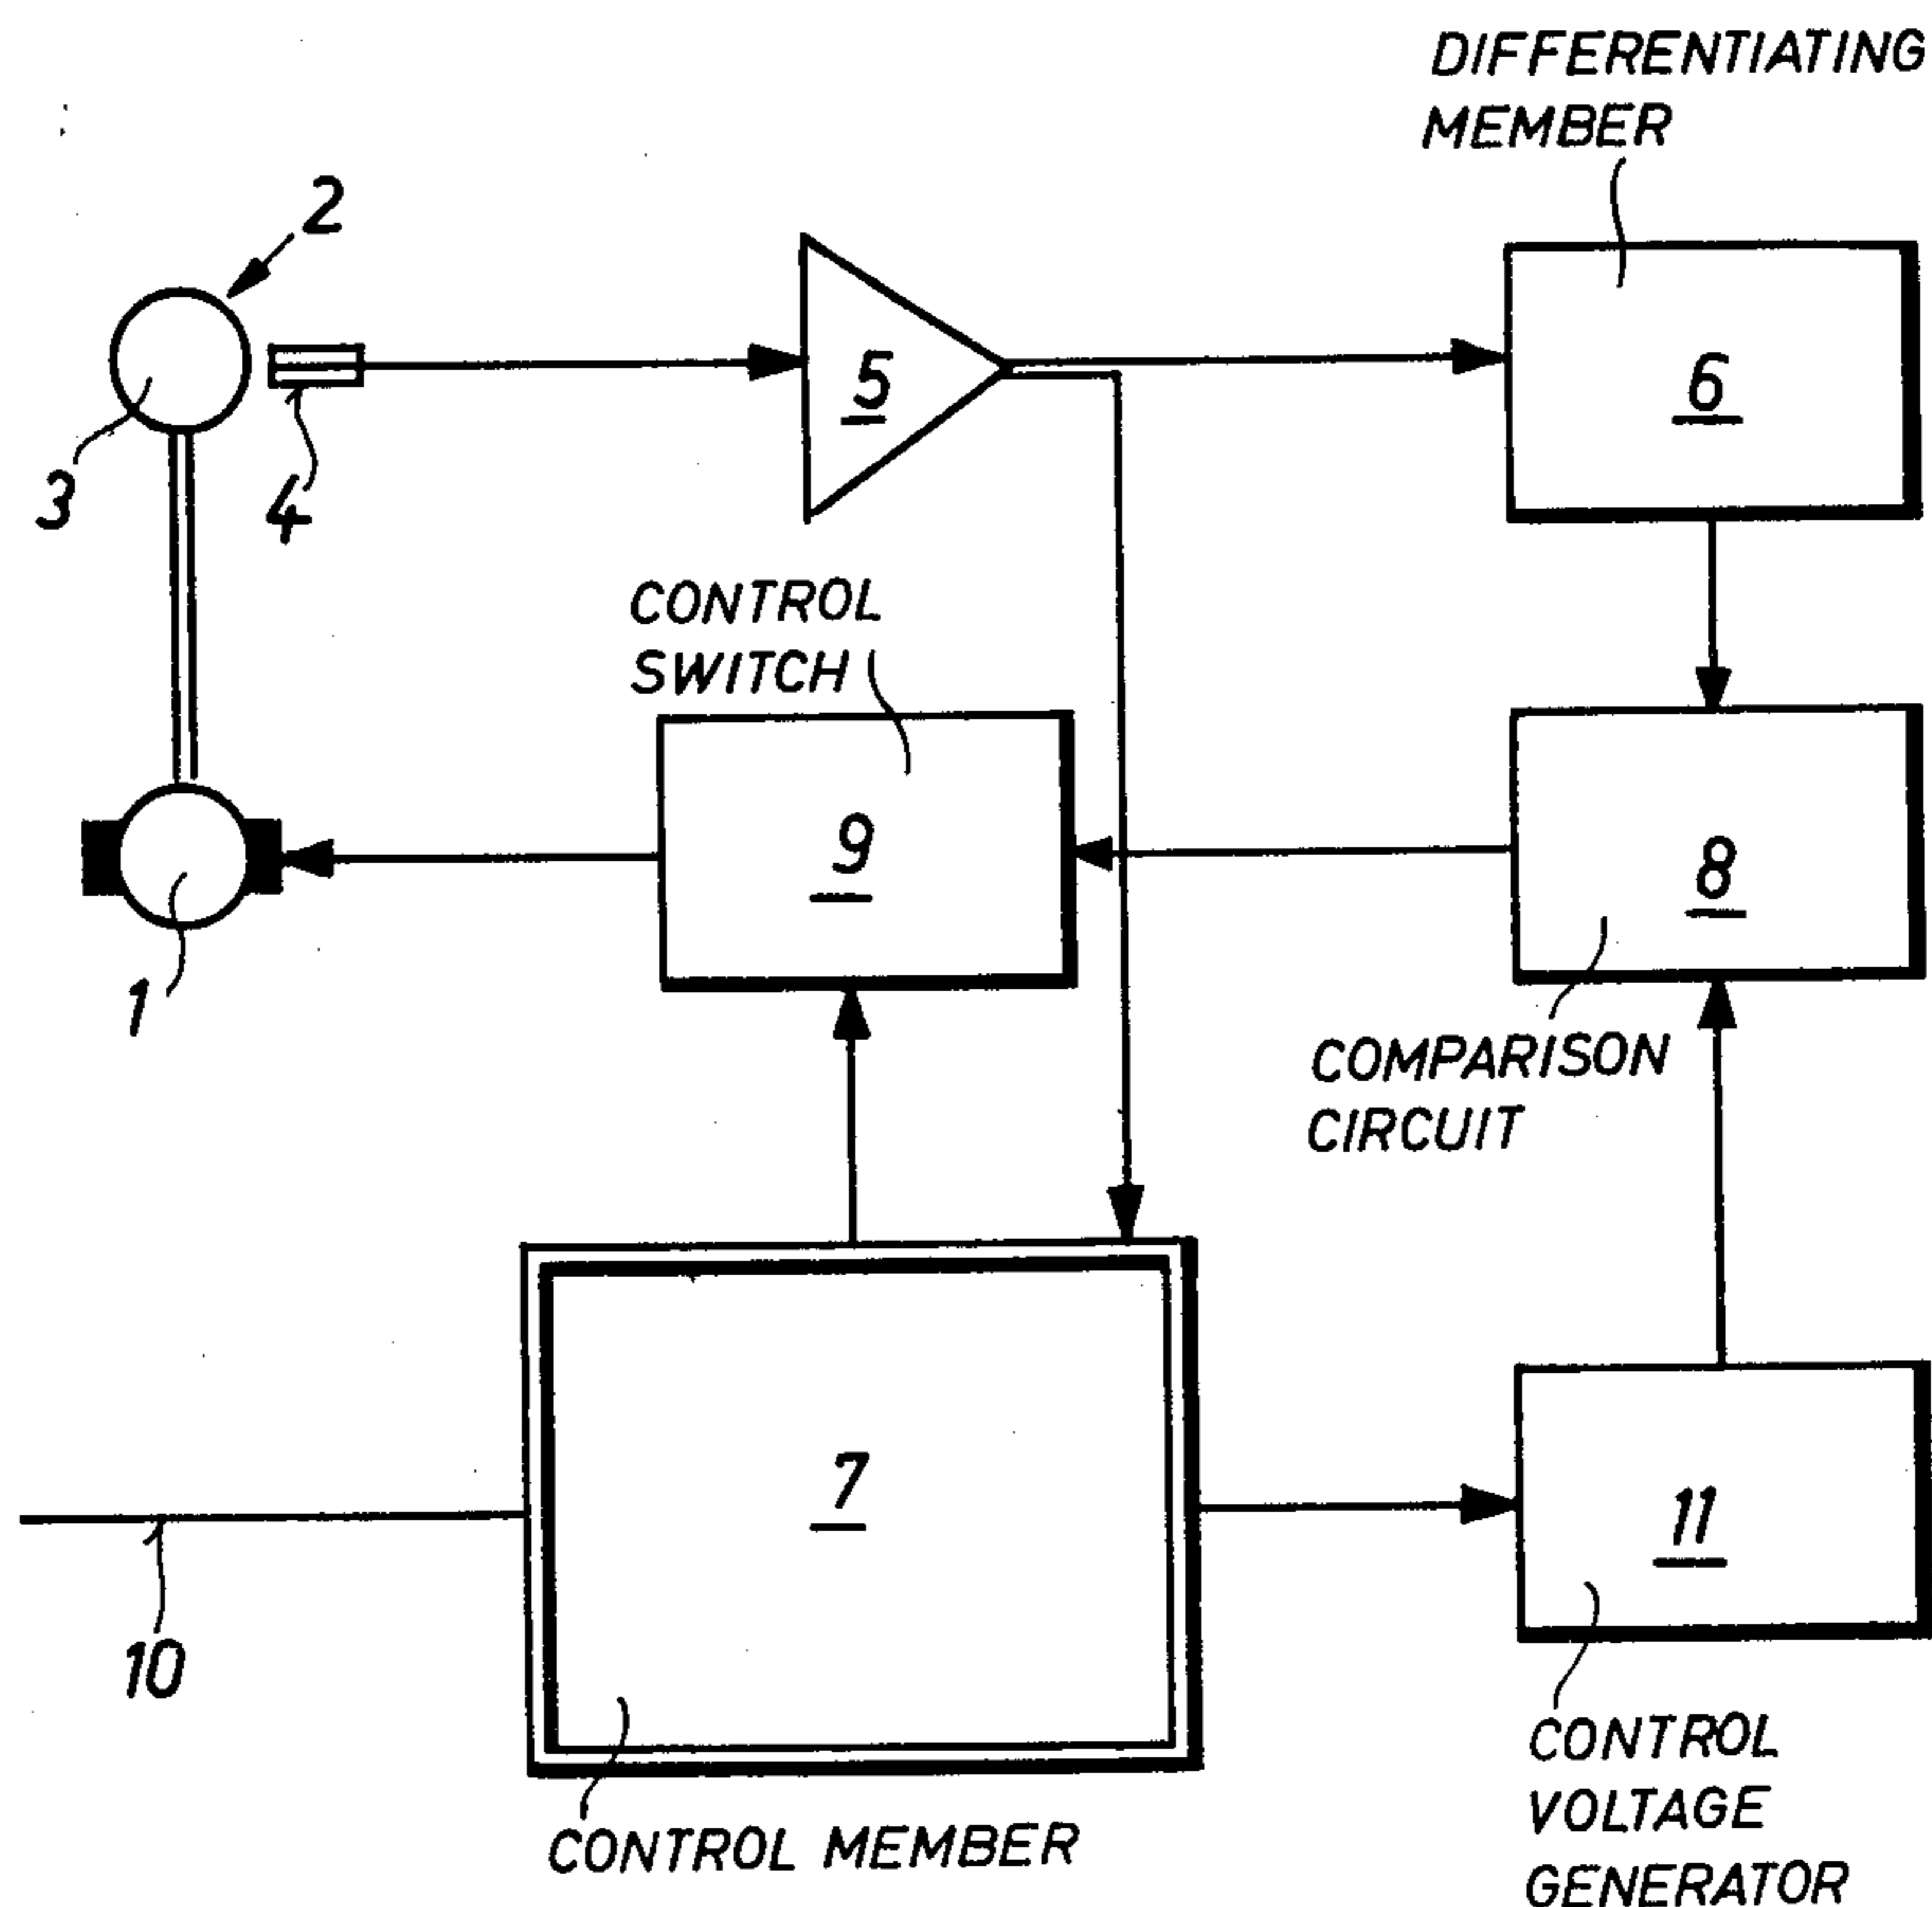 DIFFERENTIATING
MEMBER
2
5
6
3
4
CONTROL
SWITCH
9
8
1
COMPARISON
CIRCUIT
7
11
10
CONTROL
VOLTAGE
GENERATOR
CONTROL MEMBER